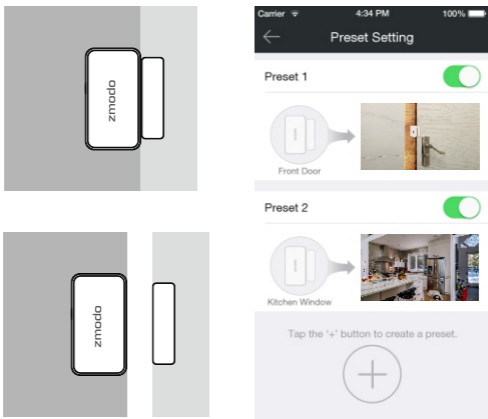 zmodo
zmodo
Carrier 4:34 PM 100%
Preset Setting
Preset 1
Front Door
Preset 2
Kitchen Window
Tap the '+' button to create a preset.